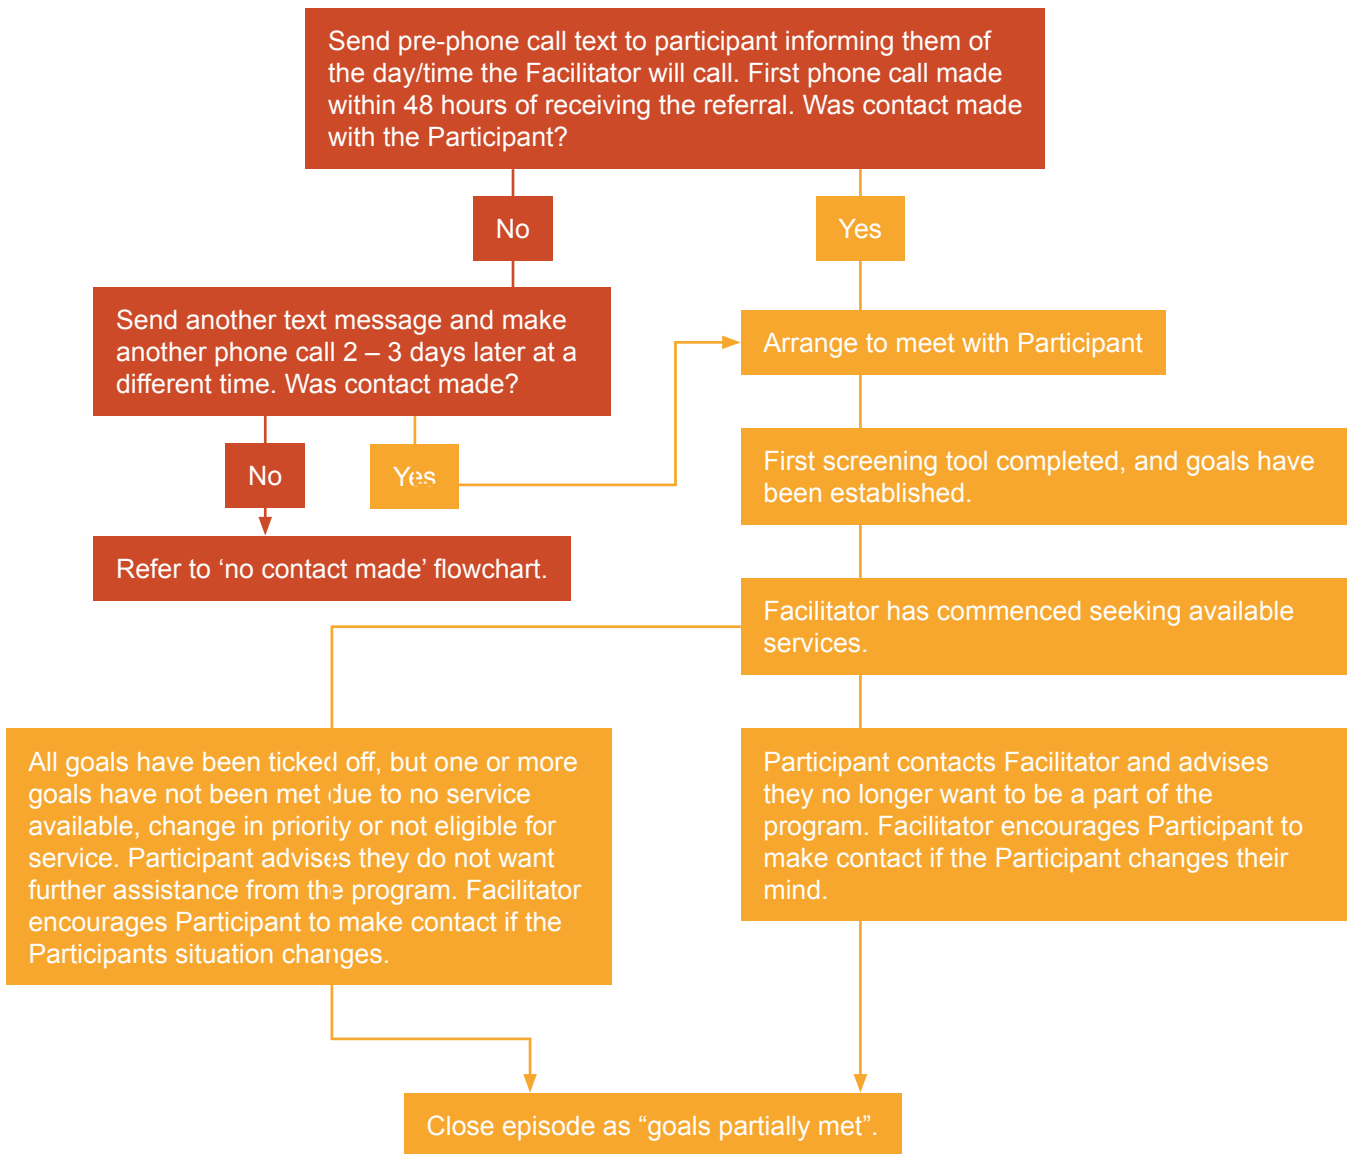 Send pre-phone call text to participant informing them of
the day/time the Facilitator will call. First phone call made
within 48 hours of receiving the referral. Was contact made
with the Participant?
No
Yes
Send another text message and make
another phone call 2 – 3 days later at a
different time. Was contact made?
Arrange to meet with Participant
No
Yes
First screening tool completed, and goals have
been established.
Refer to ‘no contact made’ flowchart.
Facilitator has commenced seeking available
services.
All goals have been ticked off, but one or more
goals have not been met due to no service
available, change in priority or not eligible for
service. Participant advises they do not want
further assistance from the program. Facilitator
encourages Participant to make contact if the
Participants situation changes.
Participant contacts Facilitator and advises
they no longer want to be a part of the
program. Facilitator encourages Participant to
make contact if the Participant changes their
mind.
Close episode as “goals partially met”.